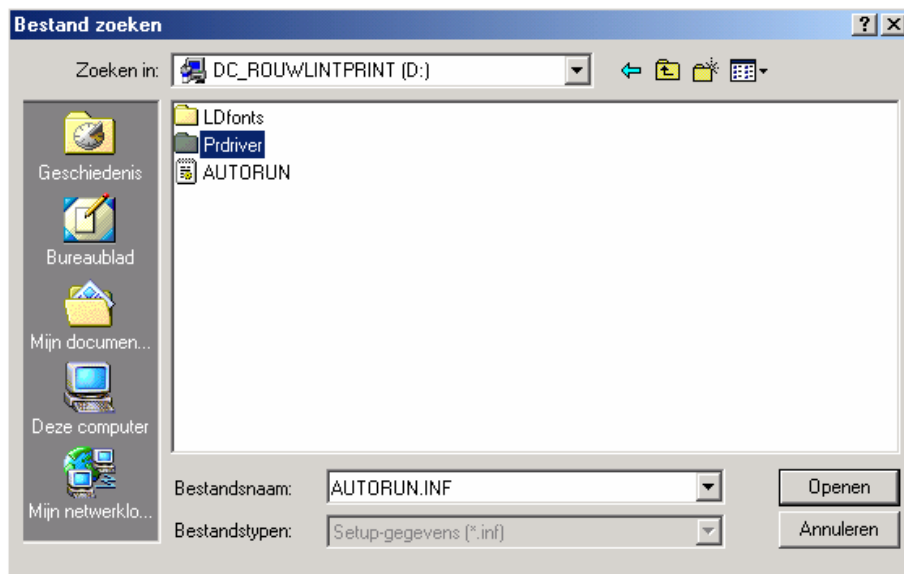 Bestand zoeken
Zoeken in: DC_ROUWLINTPRINT (D:)
LDfonts
Prdriver
AUTORUN
Geschiedenis
Bureaublad
Mijn documen...
Deze computer
Mijn netwerklo...
Bestandsnaam: AUTORUN.INF Openen
Bestandstypen: Setup-gegevens (*.inf) Annuleren